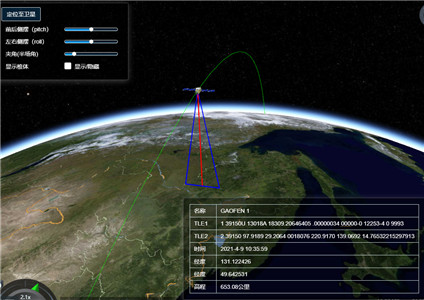 定位至卫星
前后侧摆（pitch）
左右侧摆（roll）
夹角(半场角)
显示椎体 显示/隐藏
名称 GAOFEN 1
TLE1 1 39150U 13018A 18309.20646405 .00000034 00000-0 12253-4 0 9993
TLE2 2 39150 97.9189 29.2064 0018076 220.9170 139.0692 14.76532215297913
时间 2021-4-9 10:35:59
经度 131.122426
经度 49.642531
高程 653.08公里
2.1x